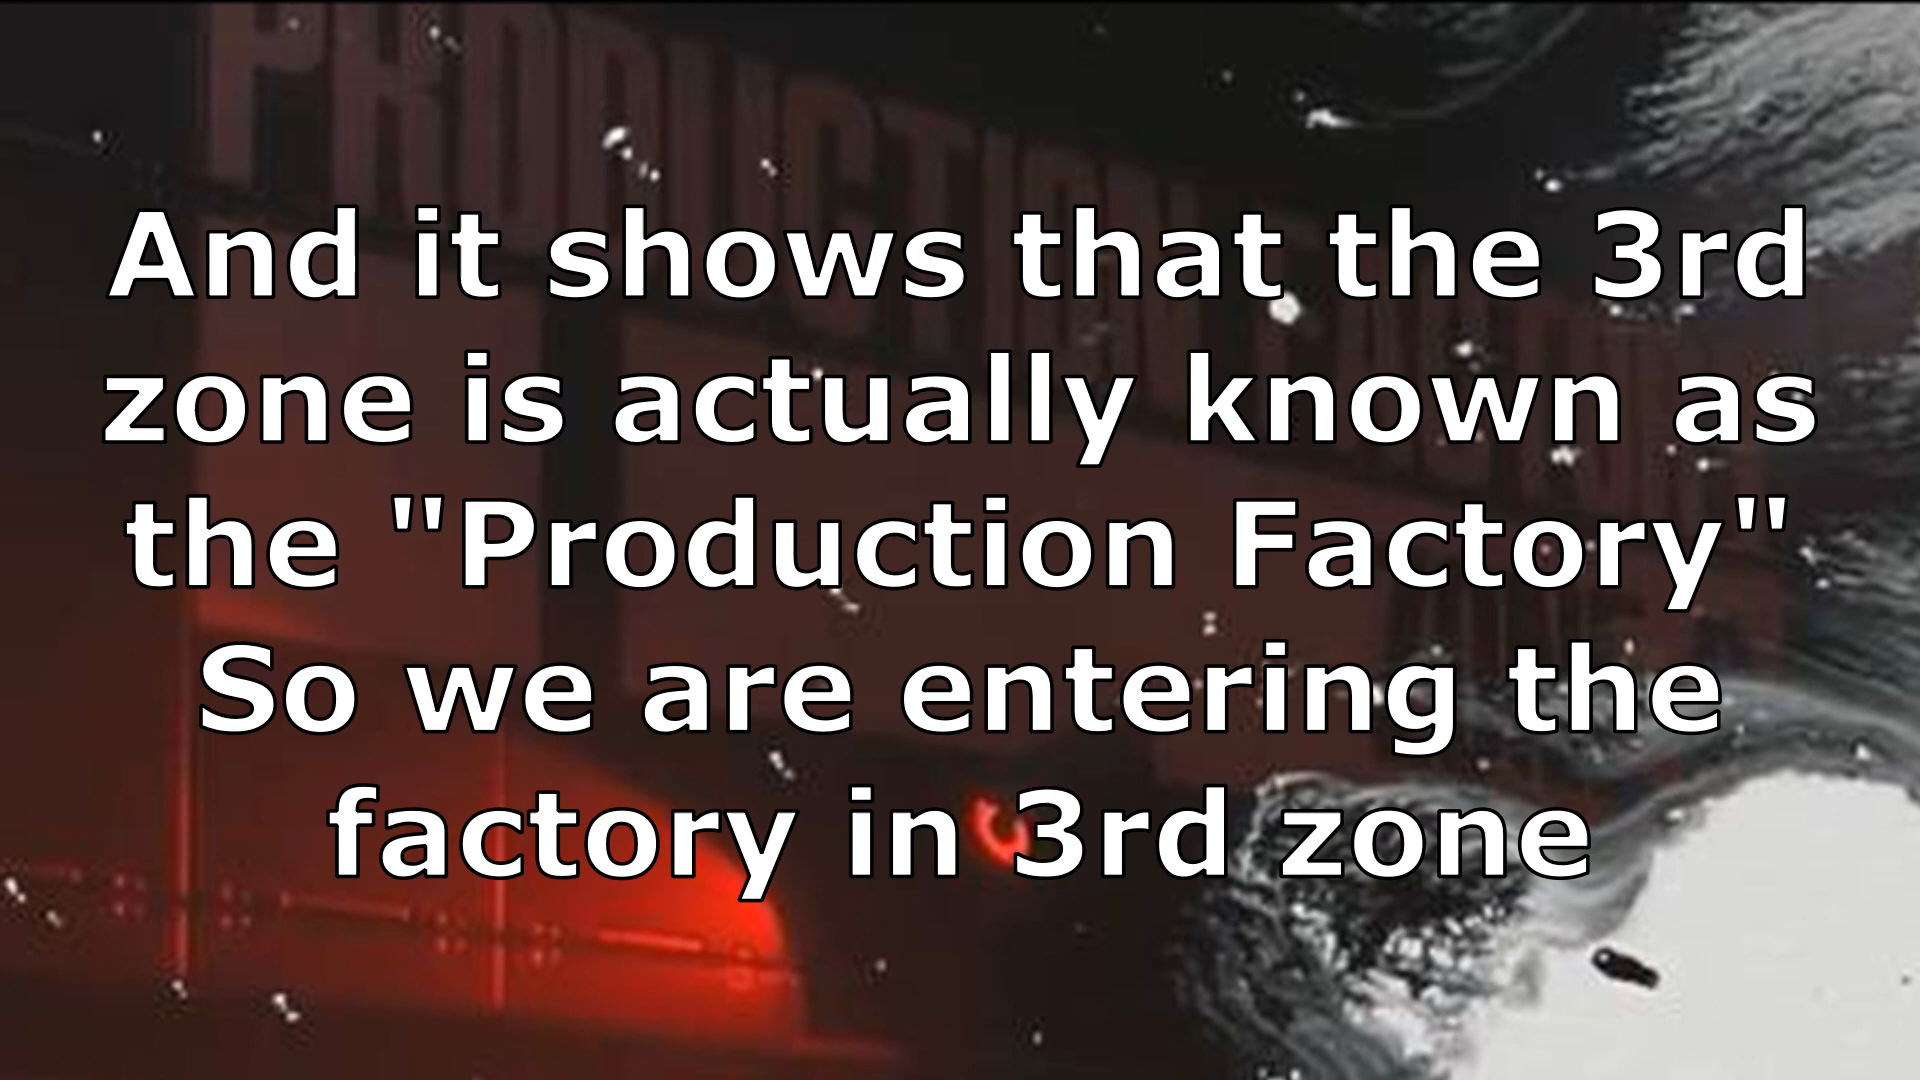 PRODUCTION
And it shows that the 3rd
zone is actually known as
the "Production Factory"
So we are entering the
factory in 3rd zone